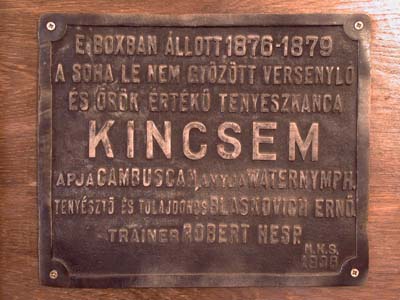 E BOXBAN ÁLLOTT 1876-1879
A SOHA LE NEM GYŐZÖTT VERSENYLÓ
ÉS ÖRÖK ÉRTÉKŰ TENYÉSZKANCA
KINCSEM
APJA CAMBUSCAN, ANYJA WATERNYMPH.
TENYÉSZTŐ ÉS TULAJDONOS BLASKOVICH ERNŐ
TRAINER ROBERT HESP.
M.K.S.